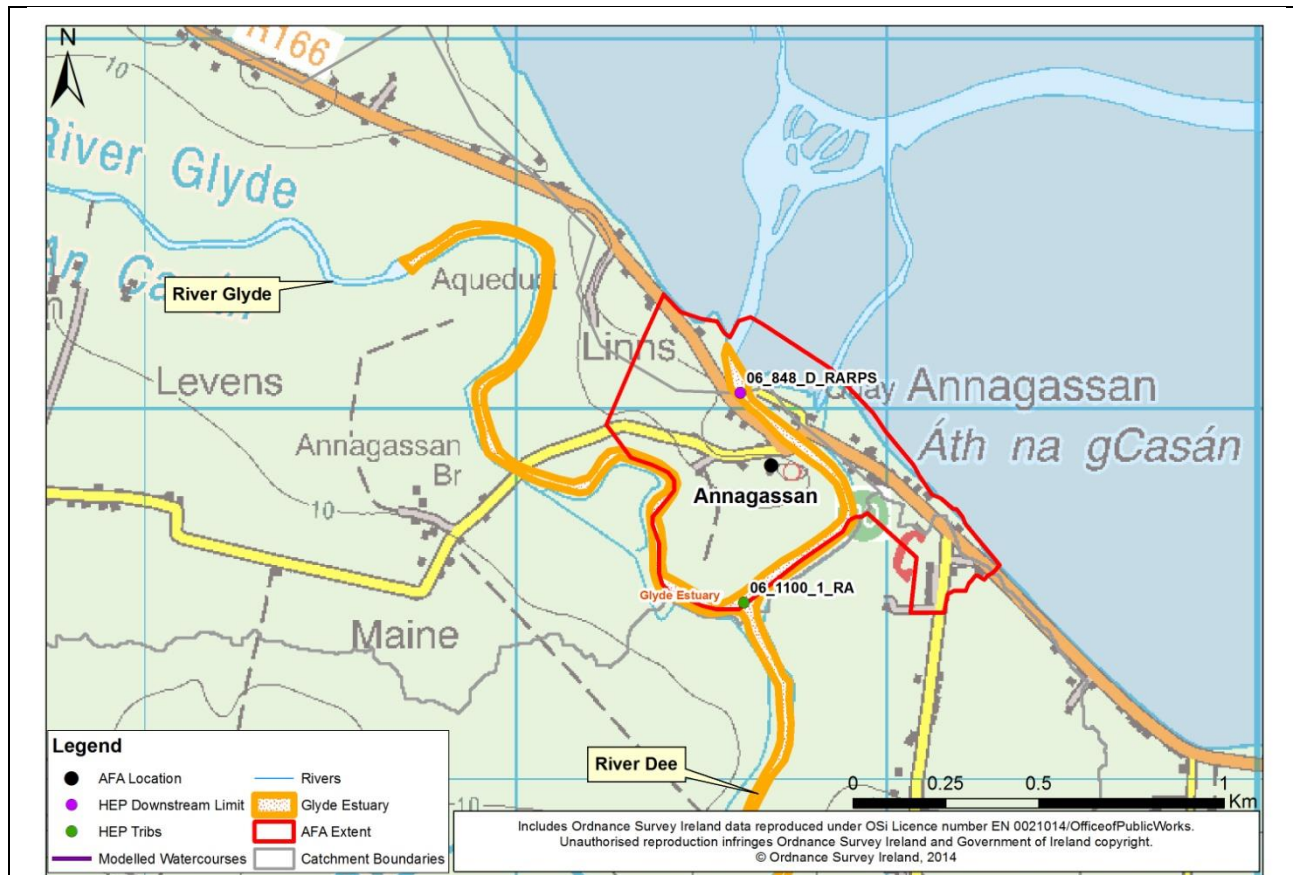 N
R166
10
River Glyde
An Ca
River Glyde
Aqueduct
Linns
Levens
06_848_D_RARPS
Quay Annagassan
Áth na gCasán
Annagassan
Br
10
Annagassan
06_1100_1_RA
Glyde Estuary
Maine
River Dee
10
Legend
AFA Location
Rivers
HEP Downstream Limit
Glyde Estuary
HEP Tribs
AFA Extent
Modelled Watercourses
Catchment Boundaries
0 0.25 0.5 1
Km
Includes Ordnance Survey Ireland data reproduced under OSi Licence number EN 0021014/OfficeofPublicWorks.
Unauthorised reproduction infringes Ordnance Survey Ireland and Government of Ireland copyright.
© Ordnance Survey Ireland, 2014